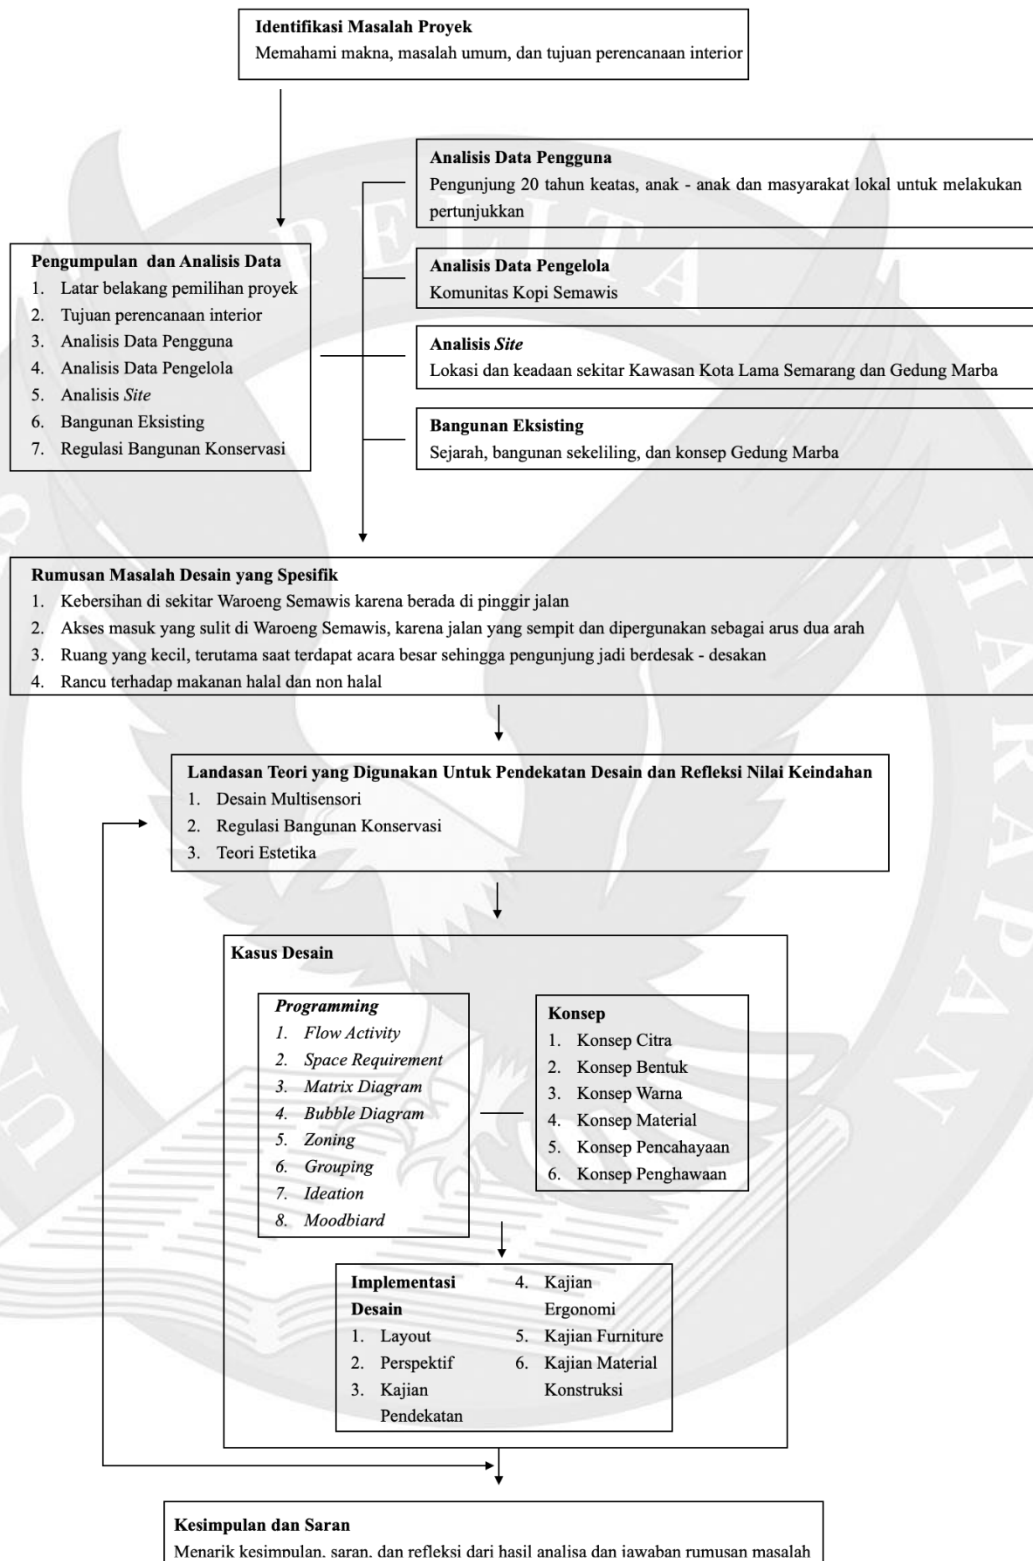 Identifikasi Masalah Proyek
Memahami makna, masalah umum, dan tujuan perencanaan interior
Analisis Data Pengguna
Pengunjung 20 tahun keatas, anak - anak dan masyarakat lokal untuk melakukan
pertunjukkan
Pengumpulan dan Analisis Data
1. Latar belakang pemilihan proyek
2. Tujuan perencanaan interior
3. Analisis Data Pengguna
4. Analisis Data Pengelola
5. Analisis Site
6. Bangunan Eksisting
7. Regulasi Bangunan Konservasi
Analisis Data Pengelola
Komunitas Kopi Semawis
Analisis Site
Lokasi dan keadaan sekitar Kawasan Kota Lama Semarang dan Gedung Marba
Bangunan Eksisting
Sejarah, bangunan sekeliling, dan konsep Gedung Marba
Rumusan Masalah Desain yang Spesifik
1. Kebersihan di sekitar Waroeng Semawis karena berada di pinggir jalan
2. Akses masuk yang sulit di Waroeng Semawis, karena jalan yang sempit dan dipergunakan sebagai arus dua arah
3. Ruang yang kecil, terutama saat terdapat acara besar sehingga pengunjung jadi berdesak - desakan
4. Rancu terhadap makanan halal dan non halal
Landasan Teori yang Digunakan Untuk Pendekatan Desain dan Refleksi Nilai Keindahan
1. Desain Multisensori
2. Regulasi Bangunan Konservasi
3. Teori Estetika
Kasus Desain
Programming
1. Flow Activity
2. Space Requirement
3. Matrix Diagram
4. Bubble Diagram
5. Zoning
6. Grouping
7. Ideation
8. Moodbiard
Konsep
1. Konsep Citra
2. Konsep Bentuk
3. Konsep Warna
4. Konsep Material
5. Konsep Pencahayaan
6. Konsep Penghawaan
Implementasi
Desain
1. Layout
2. Perspektif
3. Kajian
Pendekatan
4. Kajian
Ergonomi
5. Kajian Furniture
6. Kajian Material
Konstruksi
Kesimpulan dan Saran
Menarik kesimpulan, saran, dan refleksi dari hasil analisa dan jawaban rumusan masalah
PELITA
HARAPAN